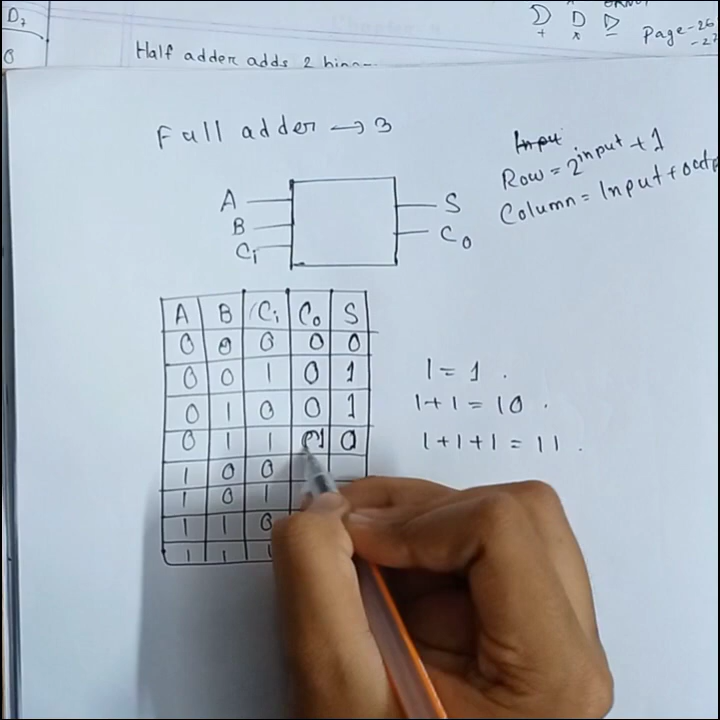 D7
0
ERNOT
D D D
+ * −
Page-26
-27
Half adder adds 2
Full adder → 3
Row = 2^input + 1
Column = Input + outp
A
B
Ci
S
Co
A B Ci Co S
0 0 0 0 0
0 0 1 0 1
0 1 0 0 1
0 1 1 1 0
1 0 0
1 0 1
1 1 0
1 1 1
1 = 1 .
1+1 = 10 .
1+1+1 = 11 .